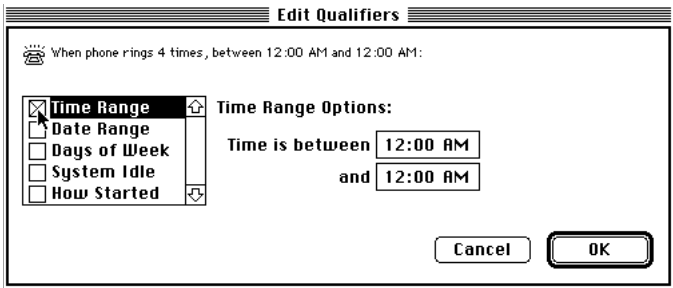 Edit Qualifiers
When phone rings 4 times, between 12:00 AM and 12:00 AM:
Time Range
Date Range
Days of Week
System Idle
How Started
Time Range Options:
Time is between 12:00 AM
and 12:00 AM
Cancel
OK